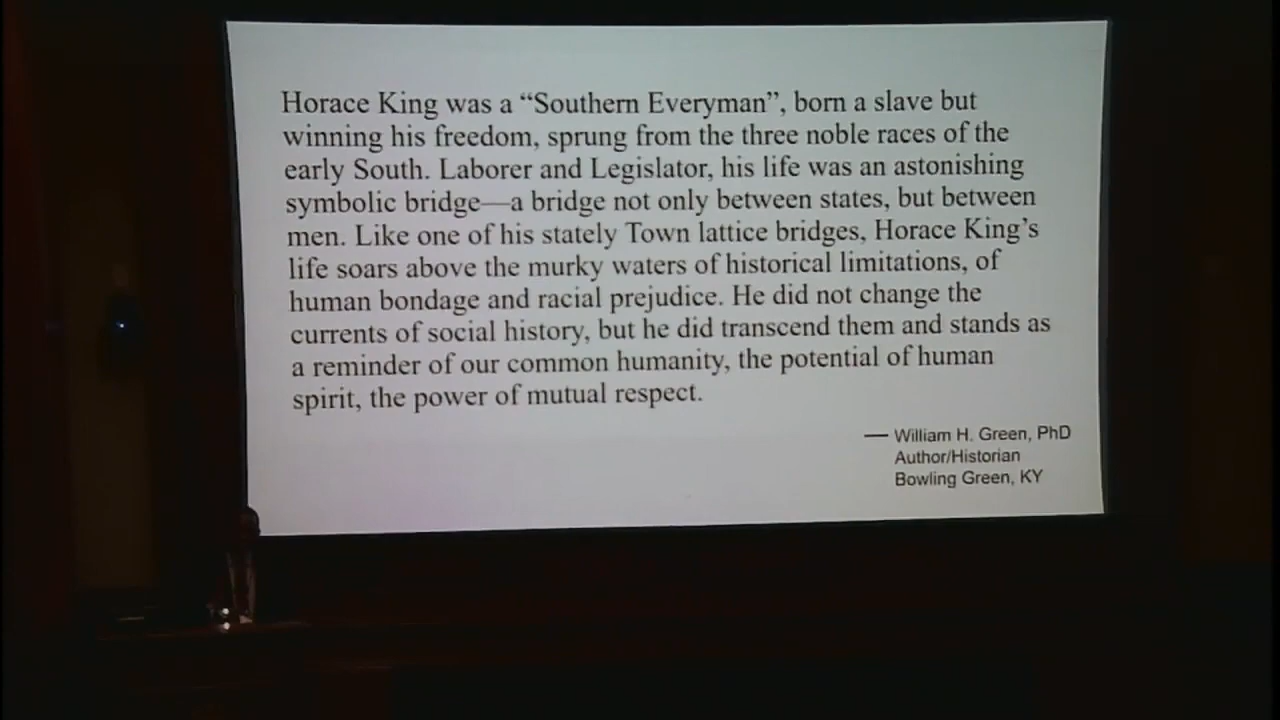 Horace King was a “Southern Everyman”, born a slave but
winning his freedom, sprung from the three noble races of the
early South. Laborer and Legislator, his life was an astonishing
symbolic bridge—a bridge not only between states, but between
men. Like one of his stately Town lattice bridges, Horace King’s
life soars above the murky waters of historical limitations, of
human bondage and racial prejudice. He did not change the
currents of social history, but he did transcend them and stands as
a reminder of our common humanity, the potential of human
spirit, the power of mutual respect.
— William H. Green, PhD
Author/Historian
Bowling Green, KY